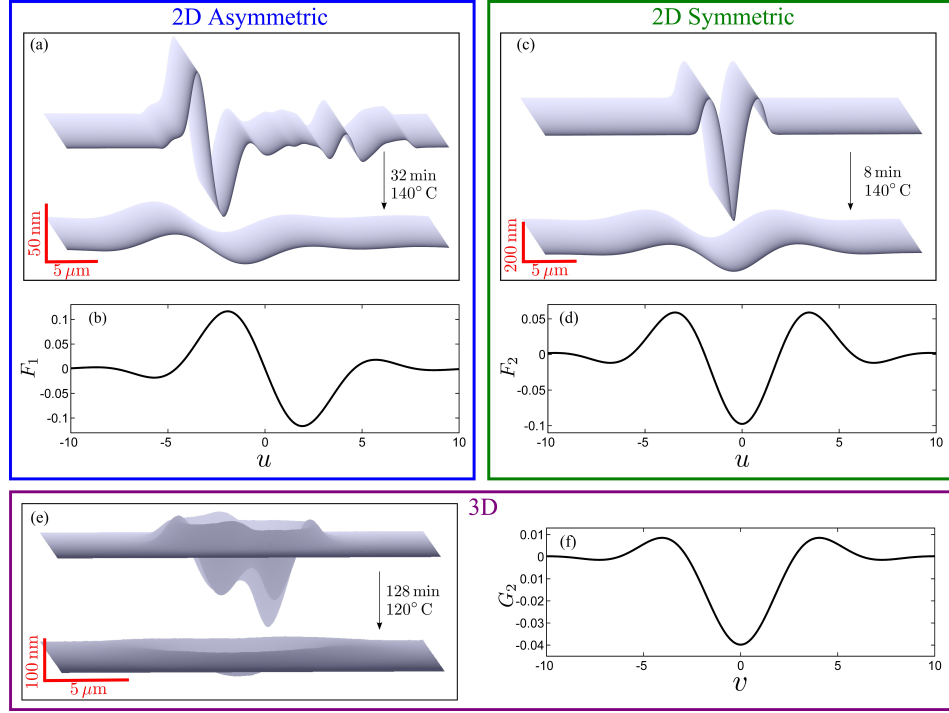 2D Asymmetric
(a)
32 min
140° C
50 nm
5 μm
(b)
F1
0.1
0.05
0
-0.05
-0.1
-10
-5
0
5
10
u
2D Symmetric
(c)
8 min
140° C
200 nm
5 μm
(d)
F2
0.05
0
-0.05
-0.1
-10
-5
0
5
10
u
3D
(e)
128 min
120° C
100 nm
5 μm
(f)
G2
0.01
0
0.01
-0.01
-0.02
-0.03
-0.04
-10
-5
0
5
10
v